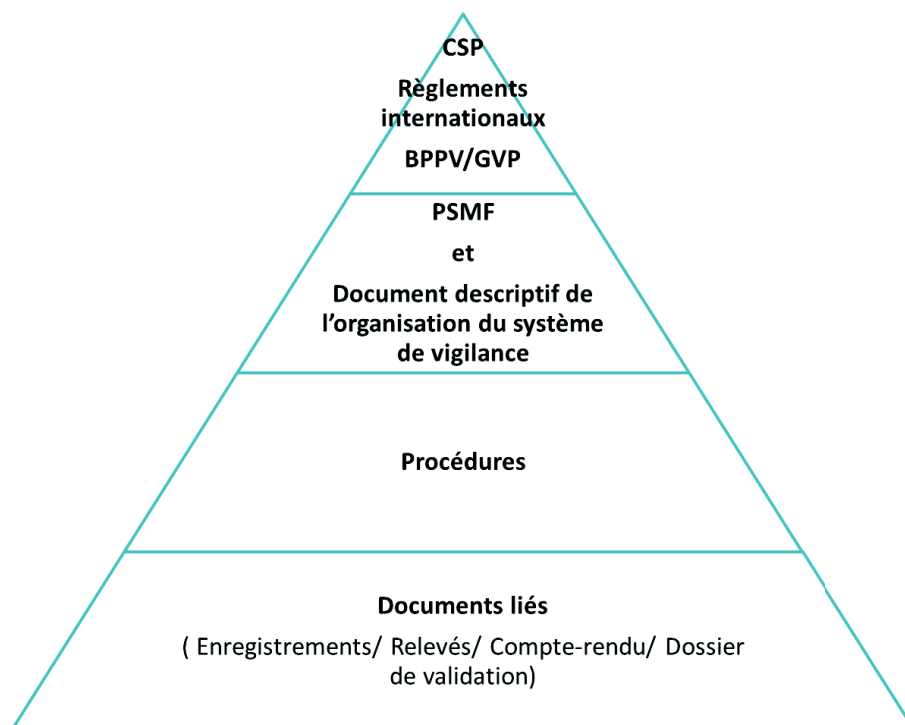 CSP
Règlements
internationaux
BPPV/GVP
PSMF
et
Document descriptif de
l’organisation du système
de vigilance
Procédures
Documents liés
( Enregistrements/ Relevés/ Compte-rendu/ Dossier
de validation)